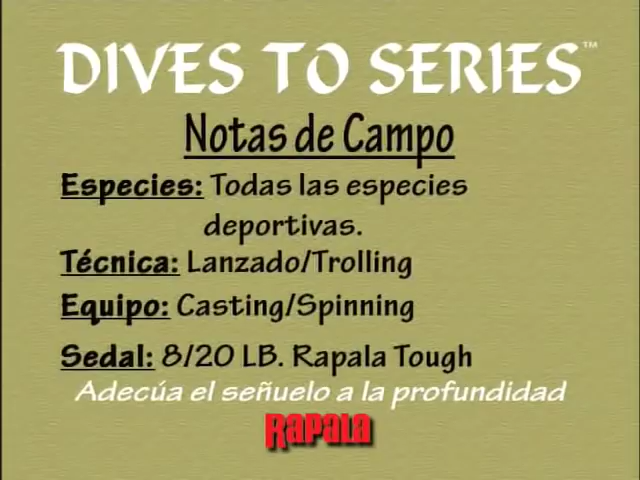 DIVES TO SERIES™
Notas de Campo
Especies: Todas las especies
deportivas.
Técnica: Lanzado/Trolling
Equipo: Casting/Spinning
Sedal: 8/20 LB. Rapala Tough
Adecúa el señuelo a la profundidad
Rapala